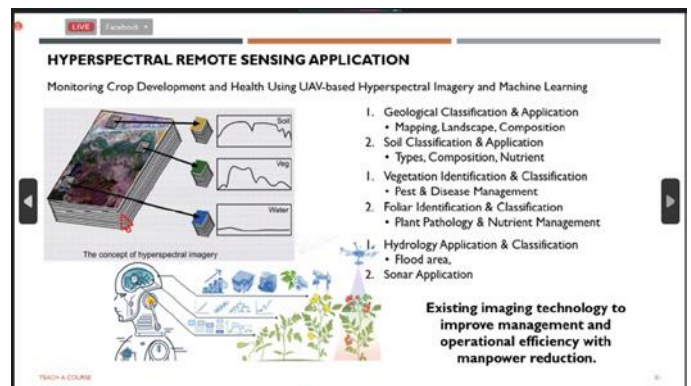 LIVE
Facebook
HYPERSPECTRAL REMOTE SENSING APPLICATION
Monitoring Crop Development and Health Using UAV-based Hyperspectral Imagery and Machine Learning
Soil
Veg
Water
The concept of hyperspectral imagery
1. Geological Classification & Application
• Mapping, Landscape, Composition
2. Soil Classification & Application
• Types, Composition, Nutrient
1. Vegetation Identification & Classification
• Pest & Disease Management
2. Foliar Identification & Classification
• Plant Pathology & Nutrient Management
1. Hydrology Application & Classification
• Flood area,
2. Sonar Application
Existing imaging technology to
improve management and
operational efficiency with
manpower reduction.
TEACH A COURSE